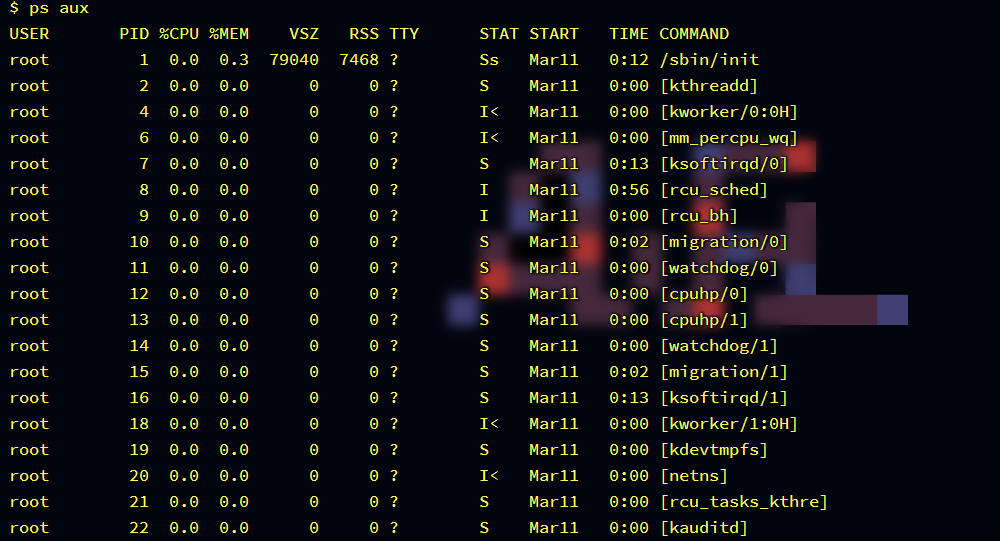 $ ps aux
USER       PID %CPU %MEM    VSZ   RSS TTY      STAT START   TIME COMMAND
root         1  0.0  0.3  79040  7468 ?        Ss   Mar11   0:12 /sbin/init
root         2  0.0  0.0      0     0 ?        S    Mar11   0:00 [kthreadd]
root         4  0.0  0.0      0     0 ?        I<   Mar11   0:00 [kworker/0:0H]
root         6  0.0  0.0      0     0 ?        I<   Mar11   0:00 [mm_percpu_wq]
root         7  0.0  0.0      0     0 ?        S    Mar11   0:13 [ksoftirqd/0]
root         8  0.0  0.0      0     0 ?        I    Mar11   0:56 [rcu_sched]
root         9  0.0  0.0      0     0 ?        I    Mar11   0:00 [rcu_bh]
root        10  0.0  0.0      0     0 ?        S    Mar11   0:02 [migration/0]
root        11  0.0  0.0      0     0 ?        S    Mar11   0:00 [watchdog/0]
root        12  0.0  0.0      0     0 ?        S    Mar11   0:00 [cpuhp/0]
root        13  0.0  0.0      0     0 ?        S    Mar11   0:00 [cpuhp/1]
root        14  0.0  0.0      0     0 ?        S    Mar11   0:00 [watchdog/1]
root        15  0.0  0.0      0     0 ?        S    Mar11   0:02 [migration/1]
root        16  0.0  0.0      0     0 ?        S    Mar11   0:13 [ksoftirqd/1]
root        18  0.0  0.0      0     0 ?        I<   Mar11   0:00 [kworker/1:0H]
root        19  0.0  0.0      0     0 ?        S    Mar11   0:00 [kdevtmpfs]
root        20  0.0  0.0      0     0 ?        I<   Mar11   0:00 [netns]
root        21  0.0  0.0      0     0 ?        S    Mar11   0:00 [rcu_tasks_kthre]
root        22  0.0  0.0      0     0 ?        S    Mar11   0:00 [kauditd]